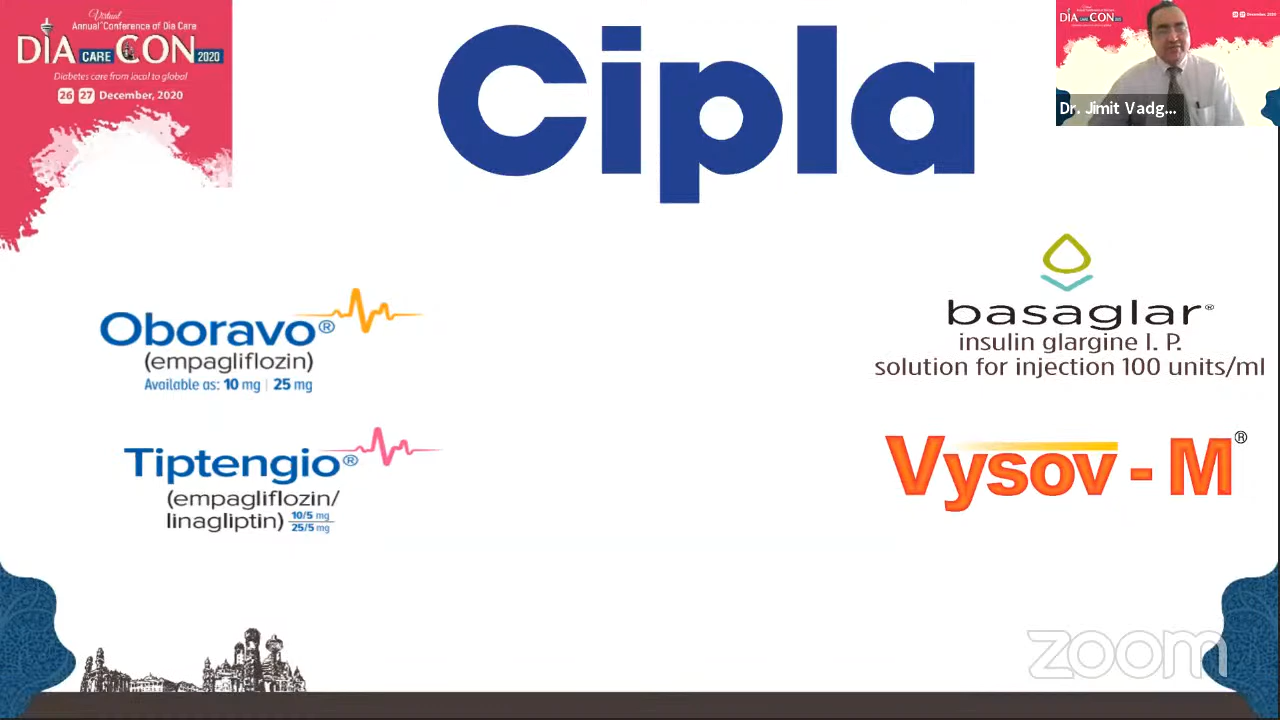 Virtual
Annual Conference of Dia Care
DIA CARE CON 2020
Diabetes care from local to global
26 27 December, 2020
Cipla
Dr. Jimit Vadg...
Oboravo®
(empagliflozin)
Available as: 10 mg | 25 mg
Tiptengio®
(empagliflozin/
linagliptin) 10/5 mg
25/5 mg
basaglar®
insulin glargine I. P.
solution for injection 100 units/ml
Vysov - M®
zoom